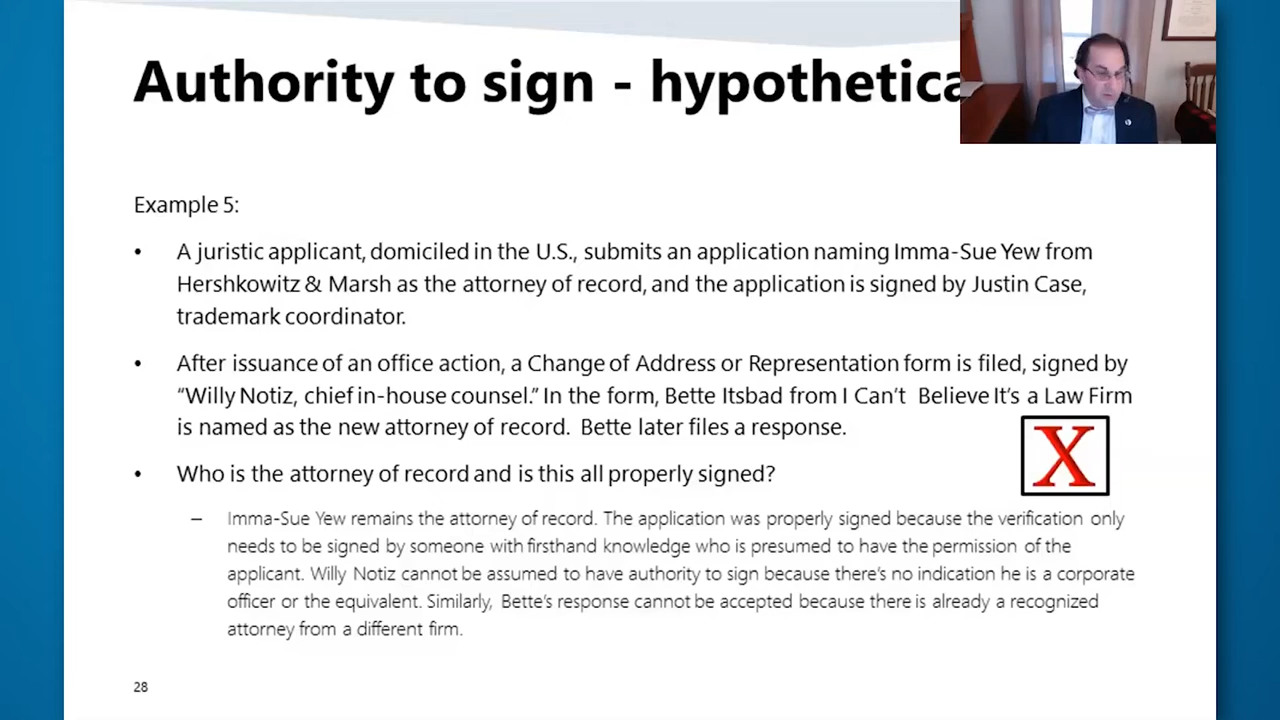 Authority to sign - hypothetica
Example 5:
• A juristic applicant, domiciled in the U.S., submits an application naming Imma-Sue Yew from
Hershkowitz & Marsh as the attorney of record, and the application is signed by Justin Case,
trademark coordinator.
• After issuance of an office action, a Change of Address or Representation form is filed, signed by
“Willy Notiz, chief in-house counsel.” In the form, Bette Itsbad from I Can’t Believe It’s a Law Firm
is named as the new attorney of record. Bette later files a response.
X
• Who is the attorney of record and is this all properly signed?
– Imma-Sue Yew remains the attorney of record. The application was properly signed because the verification only
needs to be signed by someone with firsthand knowledge who is presumed to have the permission of the
applicant. Willy Notiz cannot be assumed to have authority to sign because there’s no indication he is a corporate
officer or the equivalent. Similarly, Bette’s response cannot be accepted because there is already a recognized
attorney from a different firm.
28